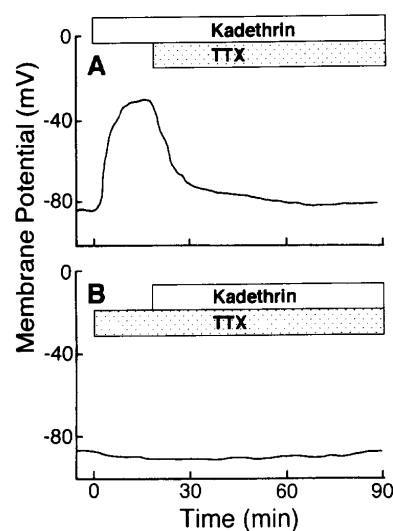 Membrane Potential (mV)
0
-40
-80
A
Kadethrin
TTX
0
-40
-80
B
Kadethrin
TTX
0 30 60 90
Time (min)